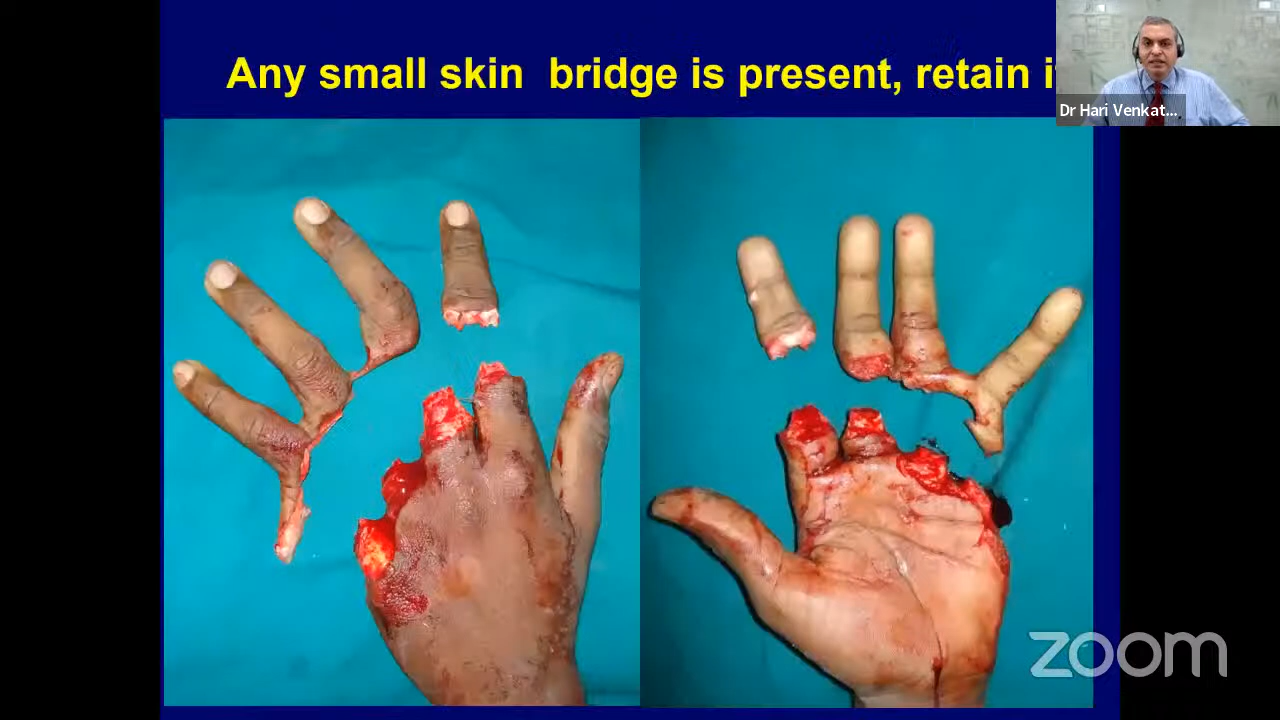 Any small skin bridge is present, retain i
Dr Hari Venkat...
zoom